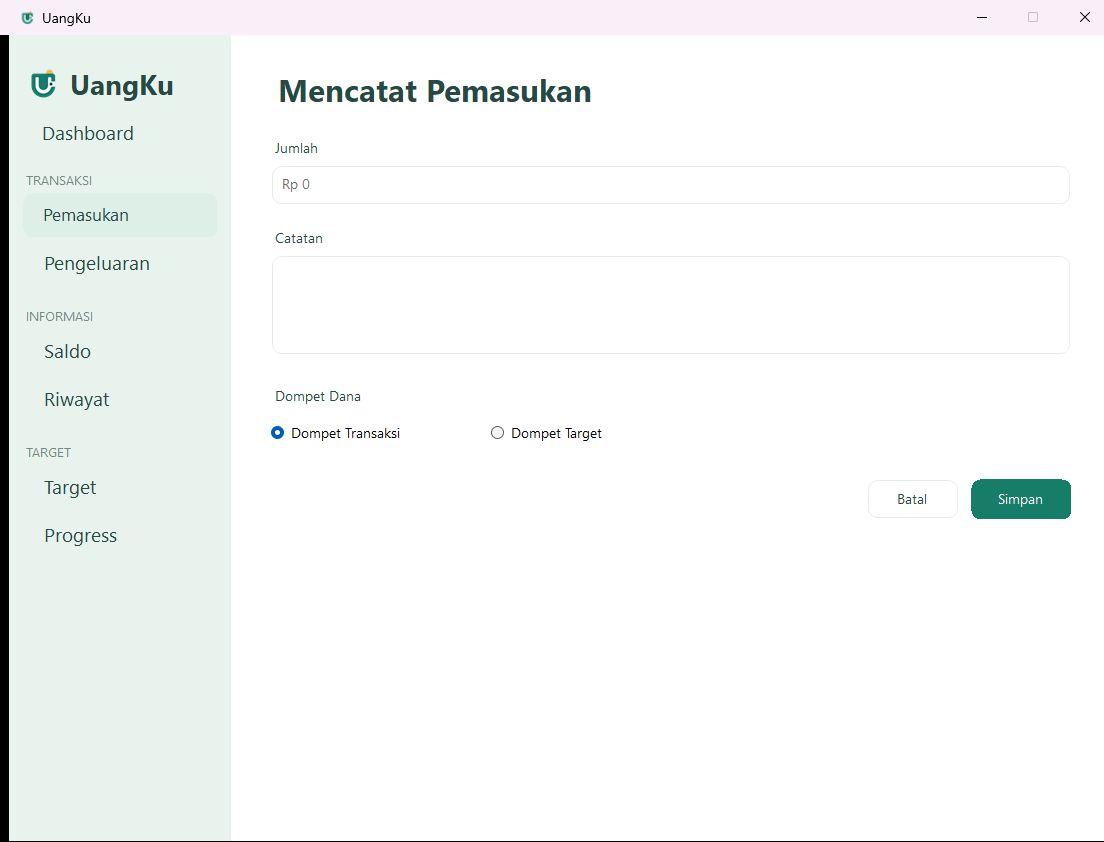 UangKu
UangKu
Dashboard
TRANSAKSI
Pemasukan
Pengeluaran
INFORMASI
Saldo
Riwayat
TARGET
Target
Progress
Mencatat Pemasukan
Jumlah
Rp 0
Catatan
Dompet Dana
Dompet Transaksi Dompet Target
Batal Simpan